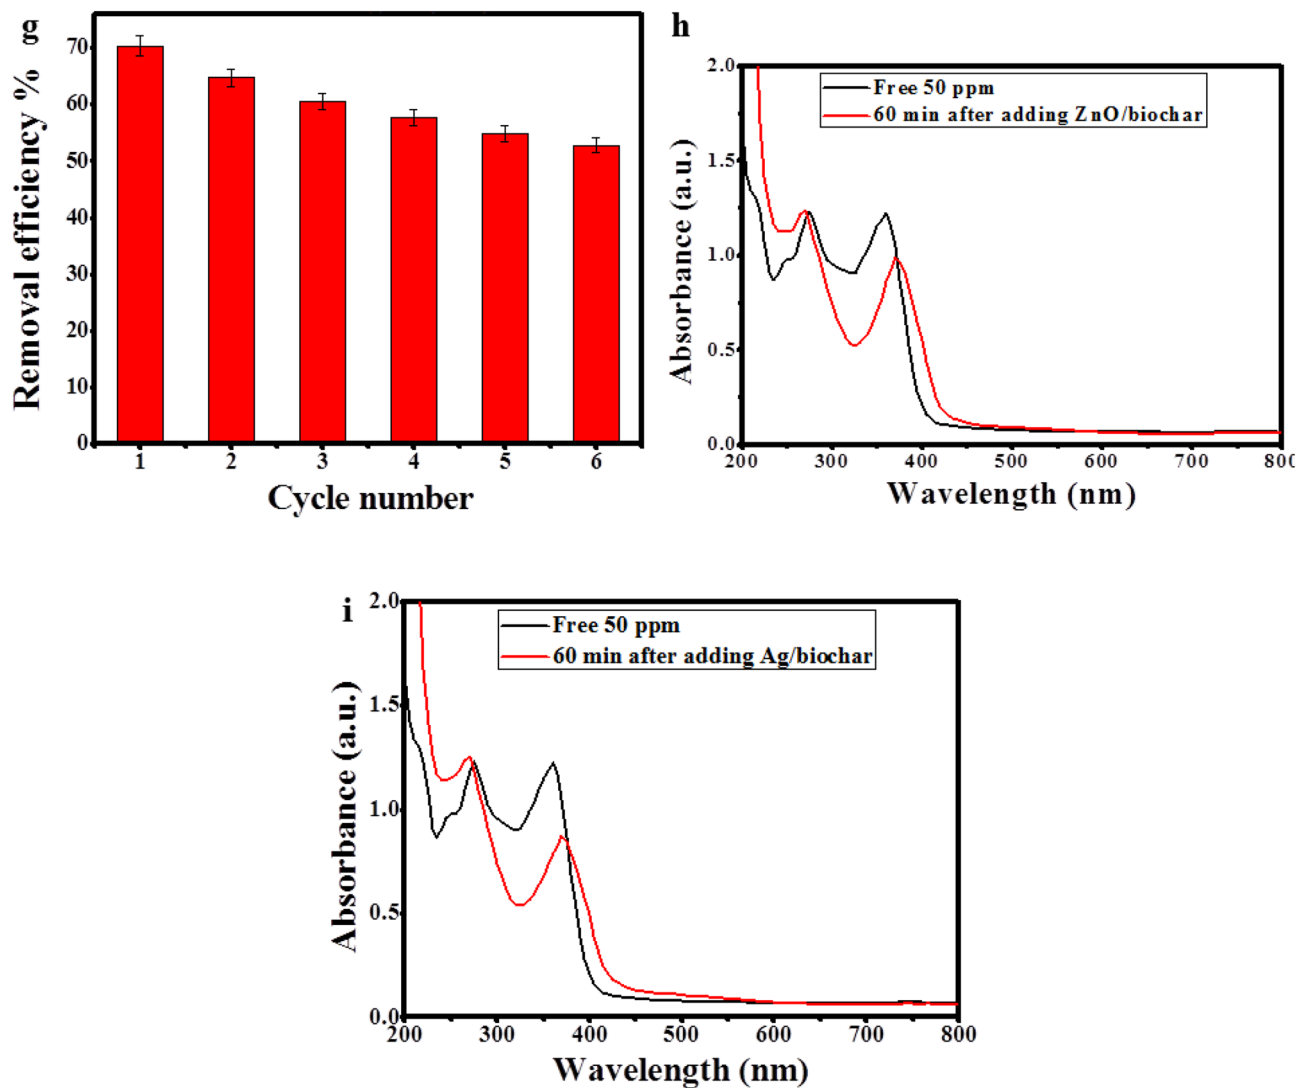 g
Removal efficiency %
70
60
50
40
30
20
10
0
1 2 3 4 5 6
Cycle number
h
Absorbance (a.u.)
2.0
1.5
1.0
0.5
0.0
Free 50 ppm
60 min after adding ZnO/biochar
200 300 400 500 600 700 800
Wavelength (nm)
i
Absorbance (a.u.)
2.0
1.5
1.0
0.5
0.0
Free 50 ppm
60 min after adding Ag/biochar
200 300 400 500 600 700 800
Wavelength (nm)